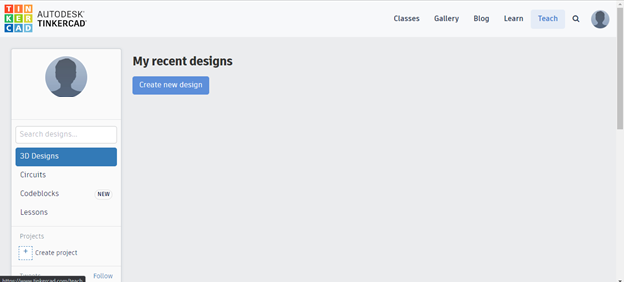 TIN
KER
CAD
AUTODESK®
TINKERCAD®
Classes
Gallery
Blog
Learn
Teach
My recent designs
Create new design
Search designs...
3D Designs
Circuits
Codeblocks NEW
Lessons
Projects
+ Create project
Follow
https://www.tinkercad.com/teach